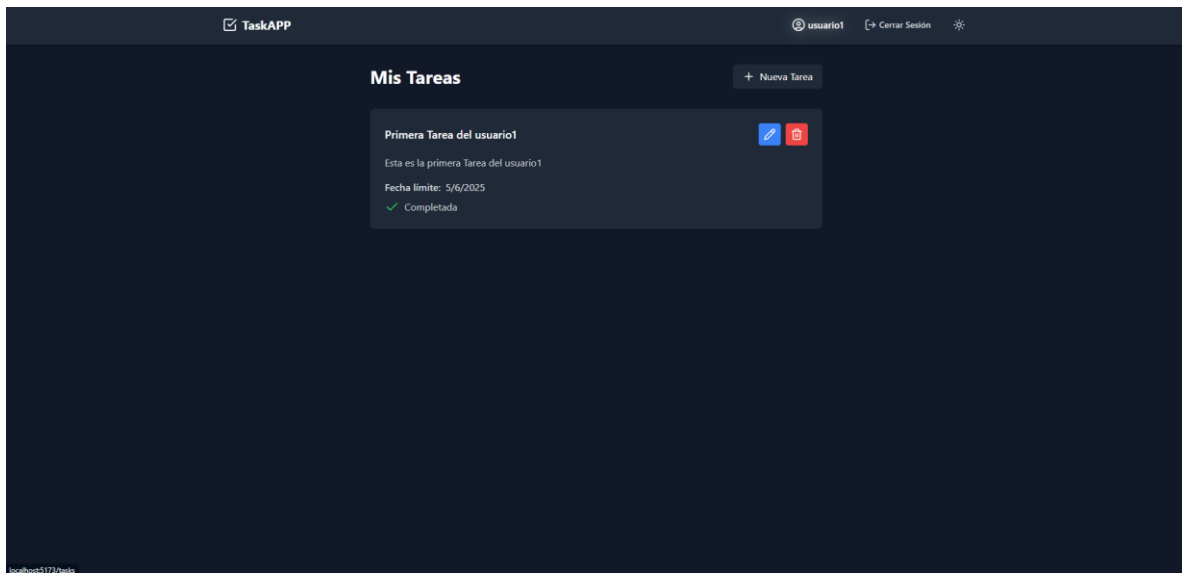 TaskAPP
usuario1
Cerrar Sesión
Mis Tareas
+ Nueva Tarea
Primera Tarea del usuario1
Esta es la primera Tarea del usuario1
Fecha límite: 5/6/2025
Completada
localhost:5173/tasks